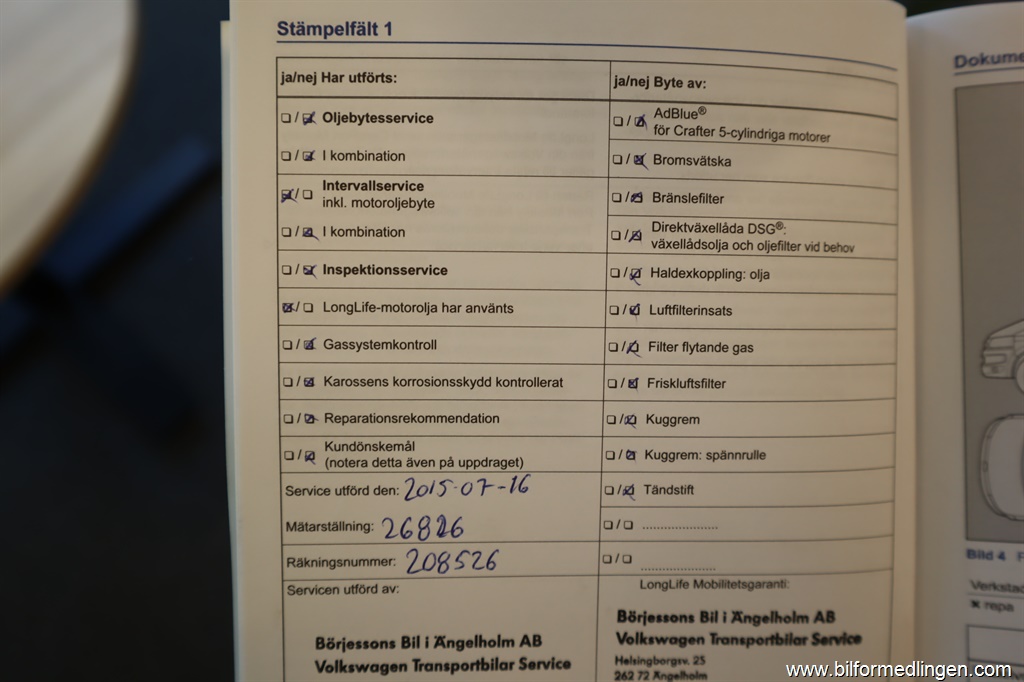 Stämpelfält 1
ja/nej Har utförts:
Oljebytesservice
I kombination
Intervallservice
inkl. motoroljebyte
I kombination
Inspektionsservice
LongLife-motorolja har använts
Gassystemkontroll
Karossens korrosionsskydd kontrollerat
Reparationsrekommendation
Kundönskemål
(notera detta även på uppdraget)
Service utförd den: 2015-07-16
Mätarställning: 26826
Räkningsnummer: 208526
Servicen utförd av:
Börjessons Bil i Ängelholm AB
Volkswagen Transportbilar Service
ja/nej Byte av:
AdBlue®
för Crafter 5-cylindriga motorer
Bromsvätska
Bränslefilter
Direktväxellåda DSG®:
växellådsolja och oljefilter vid behov
Haldexkoppling: olja
Luftfilterinsats
Filter flytande gas
Friskluftsfilter
Kuggrem
Kuggrem: spännrulle
Tändstift
LongLife Mobilitetsgaranti:
Börjessons Bil i Ängelholm AB
Volkswagen Transportbilar Service
Helsingborgsv. 25
262 72 Ängelholm
Bild 4
repa
www.bilformedlingen.com